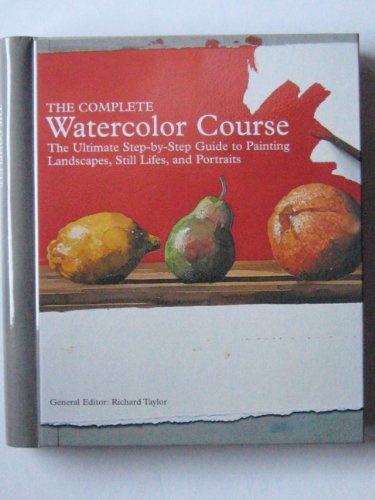 THE COMPLETE
Watercolor Course
The Ultimate Step-by-Step Guide to Painting
Landscapes, Still Lifes, and Portraits
General Editor: Richard Taylor